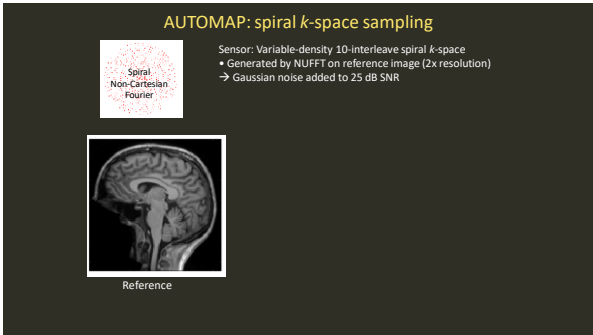 AUTOMAP: spiral k-space sampling
Spiral
Non-Cartesian
Fourier
Sensor: Variable-density 10-interleave spiral k-space
• Generated by NUFFT on reference image (2x resolution)
→ Gaussian noise added to 25 dB SNR
Reference